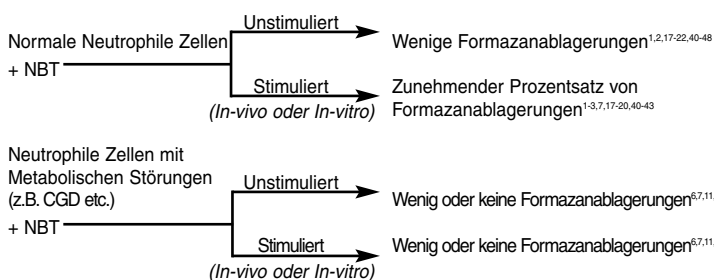 Unstimuliert
Normale Neutrophile Zellen
Wenige Formazanablagerungen1,2,17-22,40-48
+ NBT
Stimuliert
Zunehmender Prozentsatz von
(In-vivo oder In-vitro)
Formazanablagerungen1-3,7,17-20,40-43
Neutrophile Zellen mit
Metabolischen Störungen
(z.B. CGD etc.)
Unstimuliert
Wenig oder keine Formazanablagerungen6,7,11,
+ NBT
Stimuliert
Wenig oder keine Formazanablagerungen6,7,11,
(In-vivo oder In-vitro)